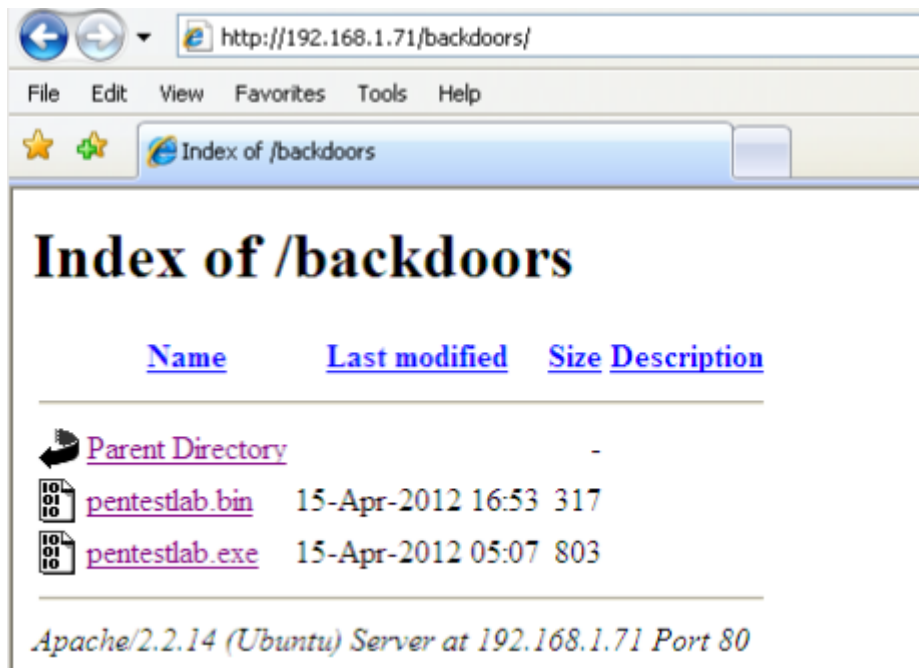 http://192.168.1.71/backdoors/
File Edit View Favorites Tools Help
Index of /backdoors
Index of /backdoors
Name Last modified Size Description
Parent Directory -
pentestlab.bin 15-Apr-2012 16:53 317
pentestlab.exe 15-Apr-2012 05:07 803
Apache/2.2.14 (Ubuntu) Server at 192.168.1.71 Port 80